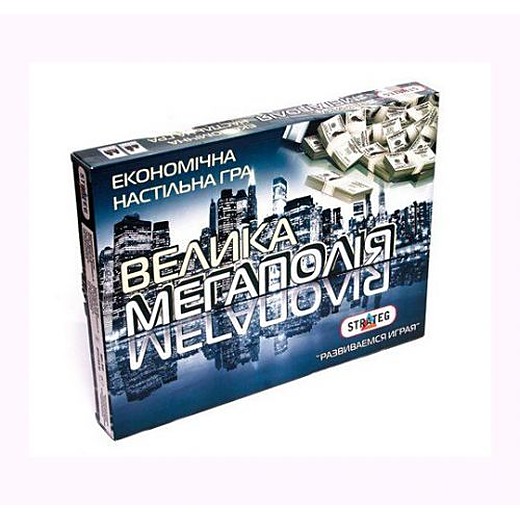 ЕКОНОМІЧНА
НАСТІЛЬНА ГРА
ВЕЛИКА
МЕГАПОЛІЯ
STRATEG
"РАЗВИВАЕМСЯ ИГРАЯ"